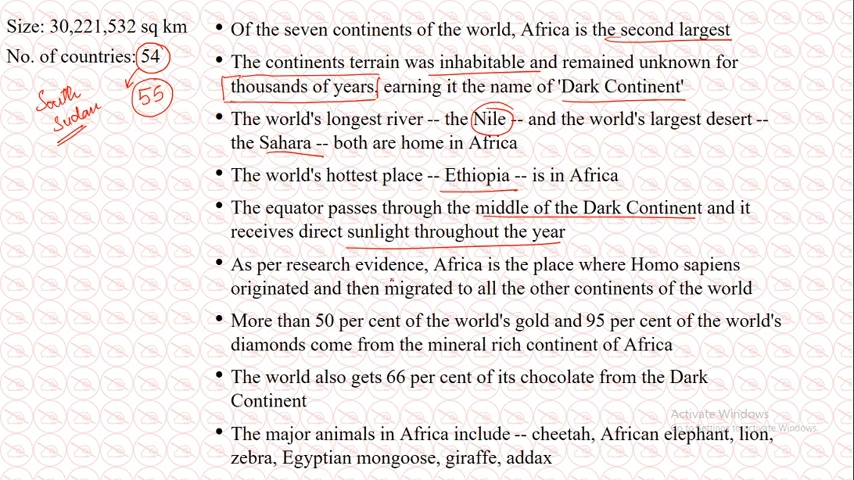 Size: 30,221,532 sq km
No. of countries: 54
South
Sudan
55
• Of the seven continents of the world, Africa is the second largest
• The continents terrain was inhabitable and remained unknown for
thousands of years, earning it the name of 'Dark Continent'
• The world's longest river -- the Nile -- and the world's largest desert --
the Sahara -- both are home in Africa
• The world's hottest place -- Ethiopia -- is in Africa
• The equator passes through the middle of the Dark Continent and it
receives direct sunlight throughout the year
• As per research evidence, Africa is the place where Homo sapiens
originated and then migrated to all the other continents of the world
• More than 50 per cent of the world's gold and 95 per cent of the world's
diamonds come from the mineral rich continent of Africa
• The world also gets 66 per cent of its chocolate from the Dark
Continent
• The major animals in Africa include -- cheetah, African elephant, lion,
zebra, Egyptian mongoose, giraffe, addax
Activate Windows
Go to Settings to activate Windows.